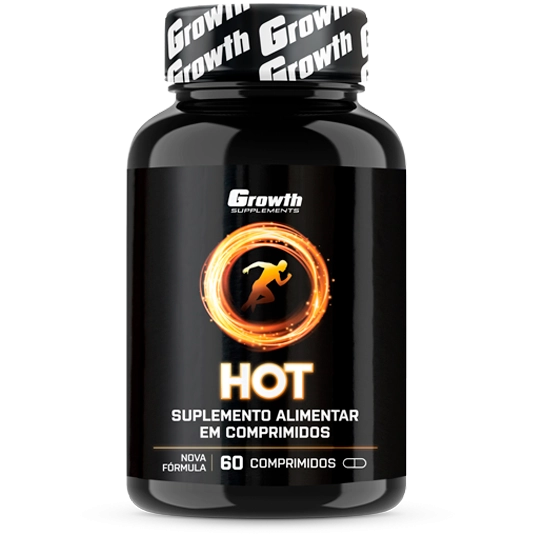 Growth
Growth
Growth
Growth
Growth
SUPPLEMENTS
HOT
SUPLEMENTO ALIMENTAR
EM COMPRIMIDOS
NOVA
FÓRMULA
60 COMPRIMIDOS